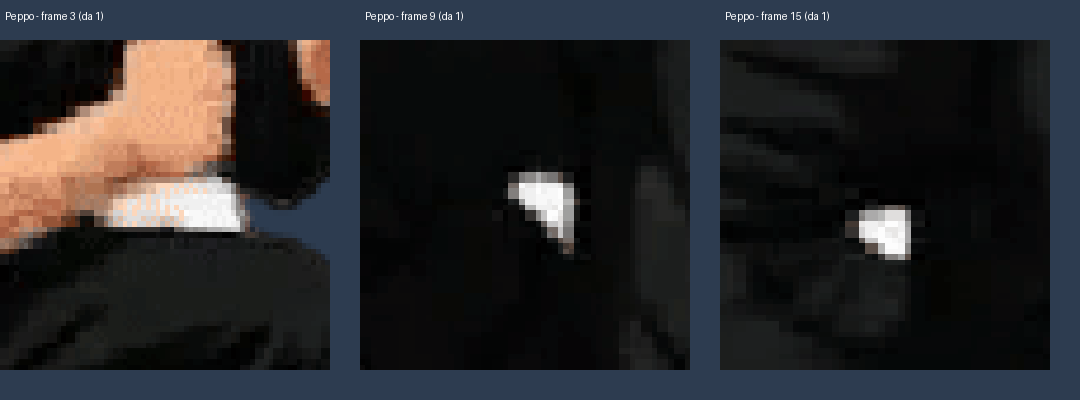 Peppo - frame 3 (da 1)
Peppo - frame 9 (da 1)
Peppo - frame 15 (da 1)